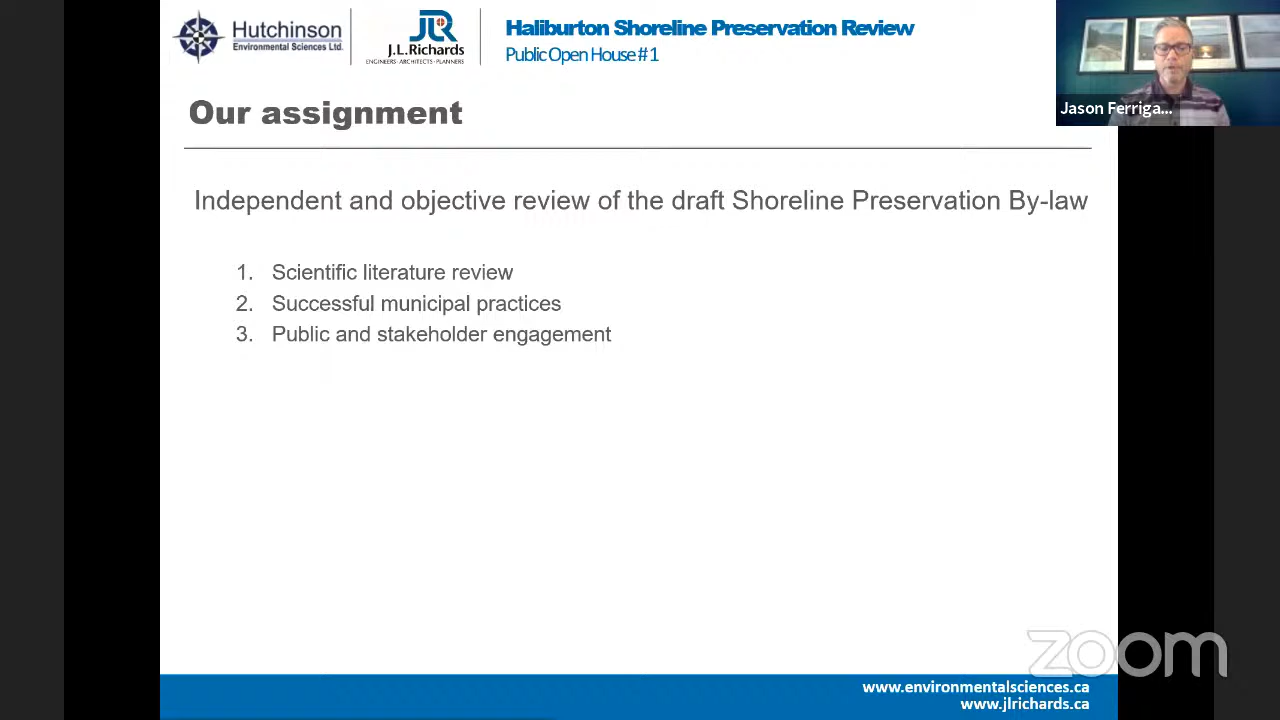 Hutchinson
Environmental Sciences Ltd.
JLR
J.L.Richards
ENGINEERS · ARCHITECTS · PLANNERS
Haliburton Shoreline Preservation Review
Public Open House # 1
Jason Ferriga...
Our assignment
Independent and objective review of the draft Shoreline Preservation By-law
1. Scientific literature review
2. Successful municipal practices
3. Public and stakeholder engagement
zoom
www.environmentalsciences.ca
www.jlrichards.ca